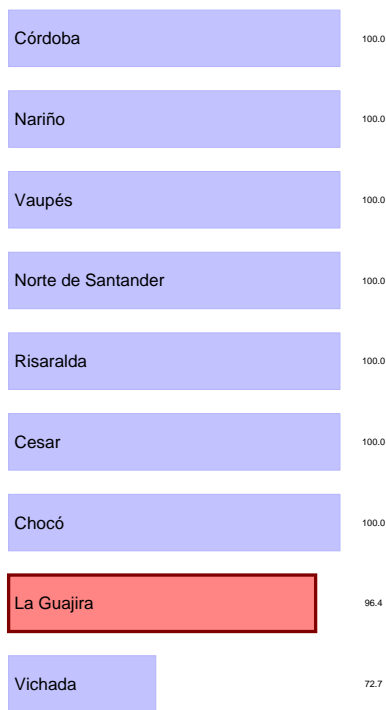 Córdoba 100.0
Nariño 100.0
Vaupés 100.0
Norte de Santander 100.0
Risaralda 100.0
Cesar 100.0
Chocó 100.0
La Guajira 96.4
Vichada 72.7